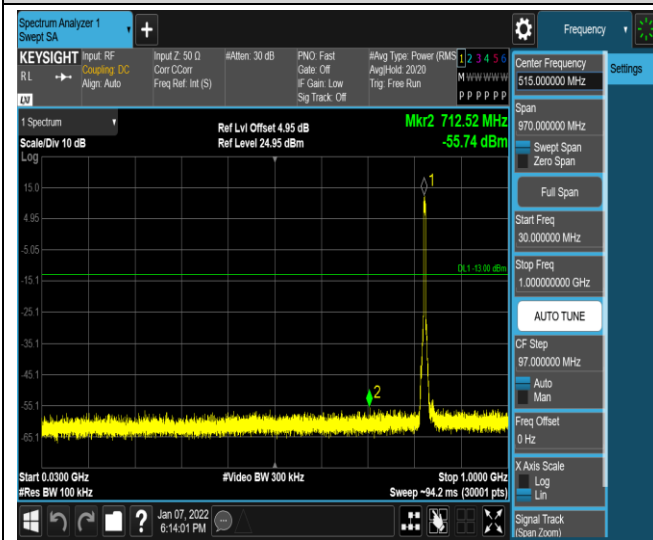 Spectrum Analyzer 1
Swept SA
Frequency
KEYSIGHT
RL
LXI
Input: RF
Coupling: DC
Align: Auto
Input Z: 50 Ω
Corr CCorr
Freq Ref: Int (S)
#Atten: 30 dB
PNO: Fast
Gate: Off
IF Gain: Low
Sig Track: Off
#Avg Type: Power (RMS
Avg|Hold: 20/20
Trig: Free Run
1 2 3 4 5 6
M W W W W W
P P P P P P
1 Spectrum
Scale/Div 10 dB
Log
Ref Lvl Offset 4.95 dB
Ref Level 24.95 dBm
Mkr2 712.52 MHz
-55.74 dBm
15.0
4.95
-5.05
-15.1
-25.1
-35.1
-45.1
-55.1
-65.1
1
DL1 -13.00 dBm
2
Start 0.0300 GHz
#Res BW 100 kHz
#Video BW 300 kHz
Stop 1.0000 GHz
Sweep ~94.2 ms (30001 pts)
?
Jan 07, 2022
6:14:01 PM
Center Frequency
515.000000 MHz
Settings
Span
970.000000 MHz
Swept Span
Zero Span
Full Span
Start Freq
30.000000 MHz
Stop Freq
1.000000000 GHz
AUTO TUNE
CF Step
97.000000 MHz
Auto
Man
Freq Offset
0 Hz
X Axis Scale
Log
Lin
Signal Track
(Span Zoom)